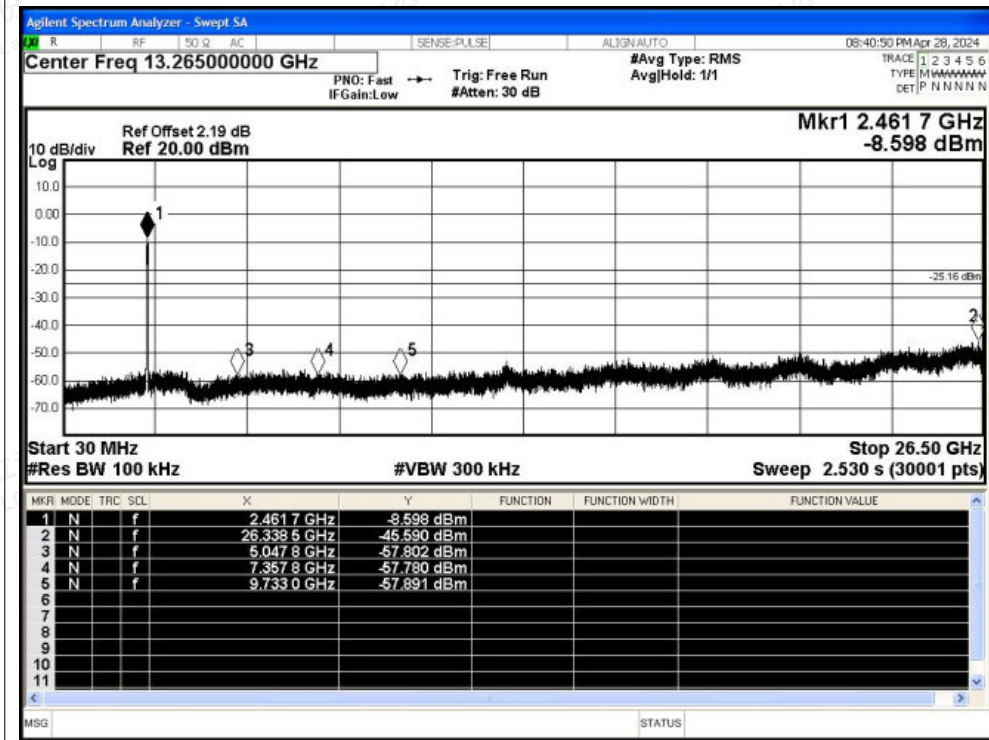 Agilent Spectrum Analyzer - Swept SA
R RF 50 Ω AC SENSE:PULSE ALIGN AUTO 08:40:50 PM Apr 28, 2024
Center Freq 13.265000000 GHz #Avg Type: RMS TRACE 1 2 3 4 5 6
PNO: Fast Trig: Free Run Avg|Hold: 1/1 TYPE M
IFGain:Low #Atten: 30 dB DET P N N N N N
Mkr1 2.461 7 GHz
Ref Offset 2.19 dB
10 dB/div Ref 20.00 dBm -8.598 dBm
Log
10.0
0.00
1
-10.0
-20.0
-25.16 dBm
-30.0
-40.0
2
-50.0
3 4 5
-60.0
-70.0
Start 30 MHz Stop 26.50 GHz
#Res BW 100 kHz #VBW 300 kHz Sweep 2.530 s (30001 pts)
MKR MODE TRC SCL X Y FUNCTION FUNCTION WIDTH FUNCTION VALUE
1 N f 2.461 7 GHz -8.598 dBm
2 N f 26.338 5 GHz -45.590 dBm
3 N f 5.047 8 GHz -57.802 dBm
4 N f 7.357 8 GHz -57.780 dBm
5 N f 9.733 0 GHz -57.891 dBm
6
7
8
9
10
11
MSG STATUS